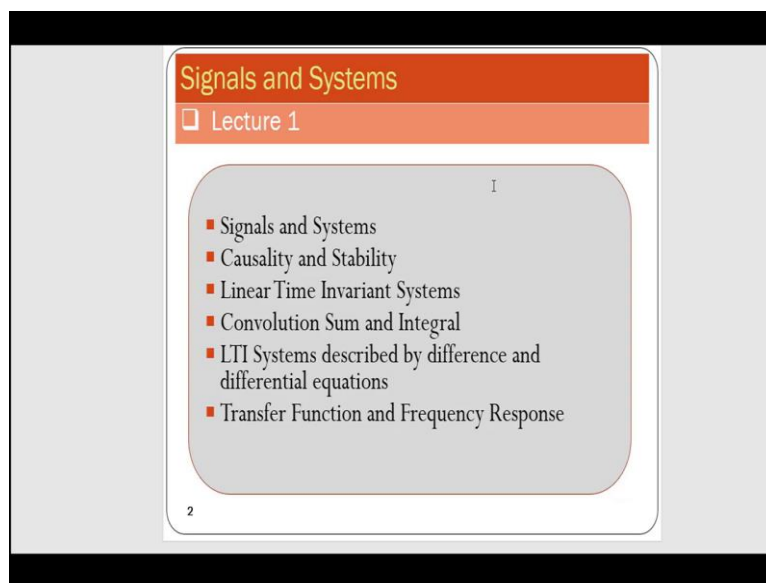 Signals and Systems
Lecture 1
Signals and Systems
Causality and Stability
Linear Time Invariant Systems
Convolution Sum and Integral
LTI Systems described by difference and
differential equations
Transfer Function and Frequency Response
2